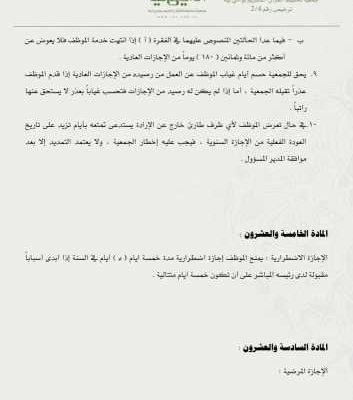 ب - فيما عدا الحالتين المنصوص عليهما في الفقرة ( أ ) إذا انتهت خدمة الموظف فلا يعوض عن
أكثر من مائة وثمانين ( ١٨٠ ) يوماً من الإجازات العادية .
٩. يحق للجمعية حسم أيام غياب الموظف عن العمل من رصيده من الإجازات العادية إذا قدم الموظف
عذراً تقبله الجمعية ، أما إذا لم يكن له رصيد من الإجازات فتحسب غياباً بعذر لا يستحق عنها
راتباً .
١٠- في حال تعرض الموظف لأي ظرف طارئ خارج عن الإرادة يستدعى تمتعه بأيام تزيد على تاريخ
العودة الفعلية من الإجازة السنوية ، فيجب عليه إخطار الجمعية ، ولا يعتمد التمديد إلا بعد
موافقة المدير المسؤول .
المادة الخامسة والعشرون :
الإجازة الاضطرارية : يمنح الموظف إجازة اضطرارية مدة خمسة أيام ( ٥ ) أيام في السنة إذا أبدى أسباباً
مقبولة لدى رئيسه المباشر على أن تكون خمسة أيام متتالية .
المادة السادسة والعشرون :
الإجازة المرضية :